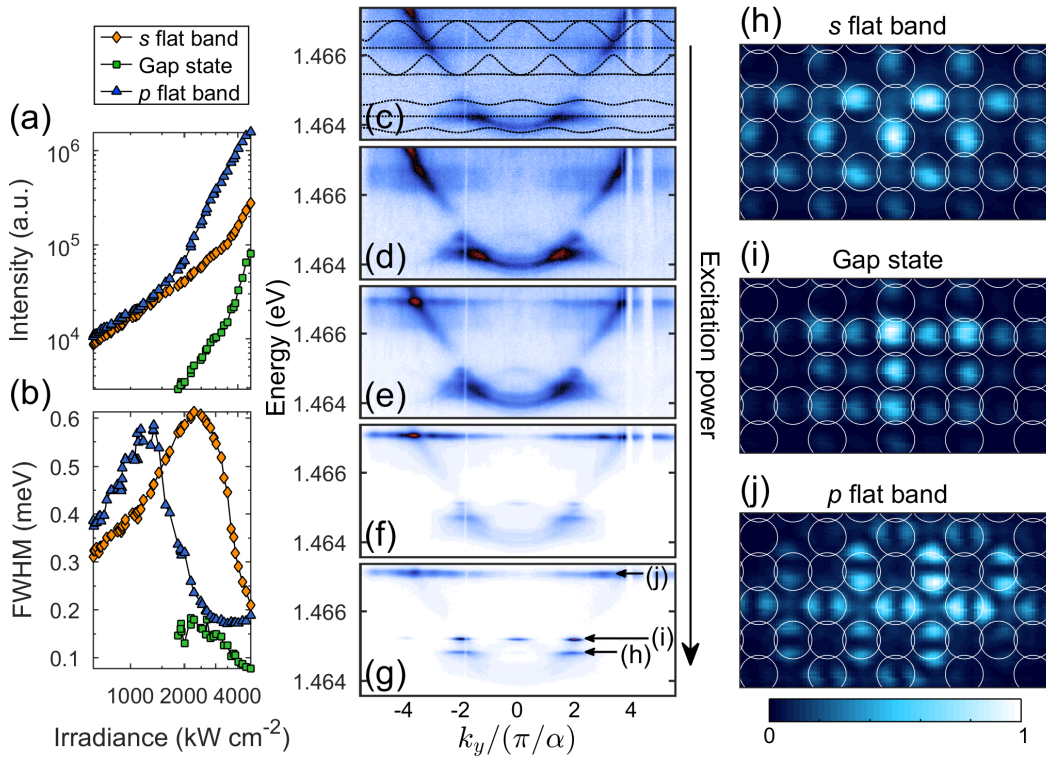 s flat band
Gap state
p flat band
(a)
10^6
10^5
10^4
Intensity (a.u.)
(b)
0.6
0.5
0.4
0.3
0.2
0.1
FWHM (meV)
1000
2000
4000
Irradiance (kW cm^-2)
1.466
1.464
(c)
1.466
1.464
(d)
1.466
1.464
(e)
1.466
1.464
(f)
1.466
1.464
(g)
(j)
(i)
(h)
Energy (eV)
-4
-2
0
2
4
k_y/(π/α)
Excitation power
(h)
s flat band
(i)
Gap state
(j)
p flat band
0
1